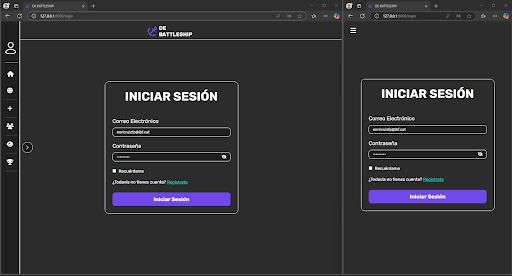 DE BATTLESHIP
127.0.0.1:8000/login
DE
BATTLESHIP
INICIAR SESIÓN
Correo Electrónico
Contraseña
••••••••
Recuérdame
¿Todavía no tienes cuenta? Regístrate
Iniciar Sesión
DE BATTLESHIP
127.0.0.1:8000/login
INICIAR SESIÓN
Correo Electrónico
Contraseña
••••••••
Recuérdame
¿Todavía no tienes cuenta? Regístrate
Iniciar Sesión